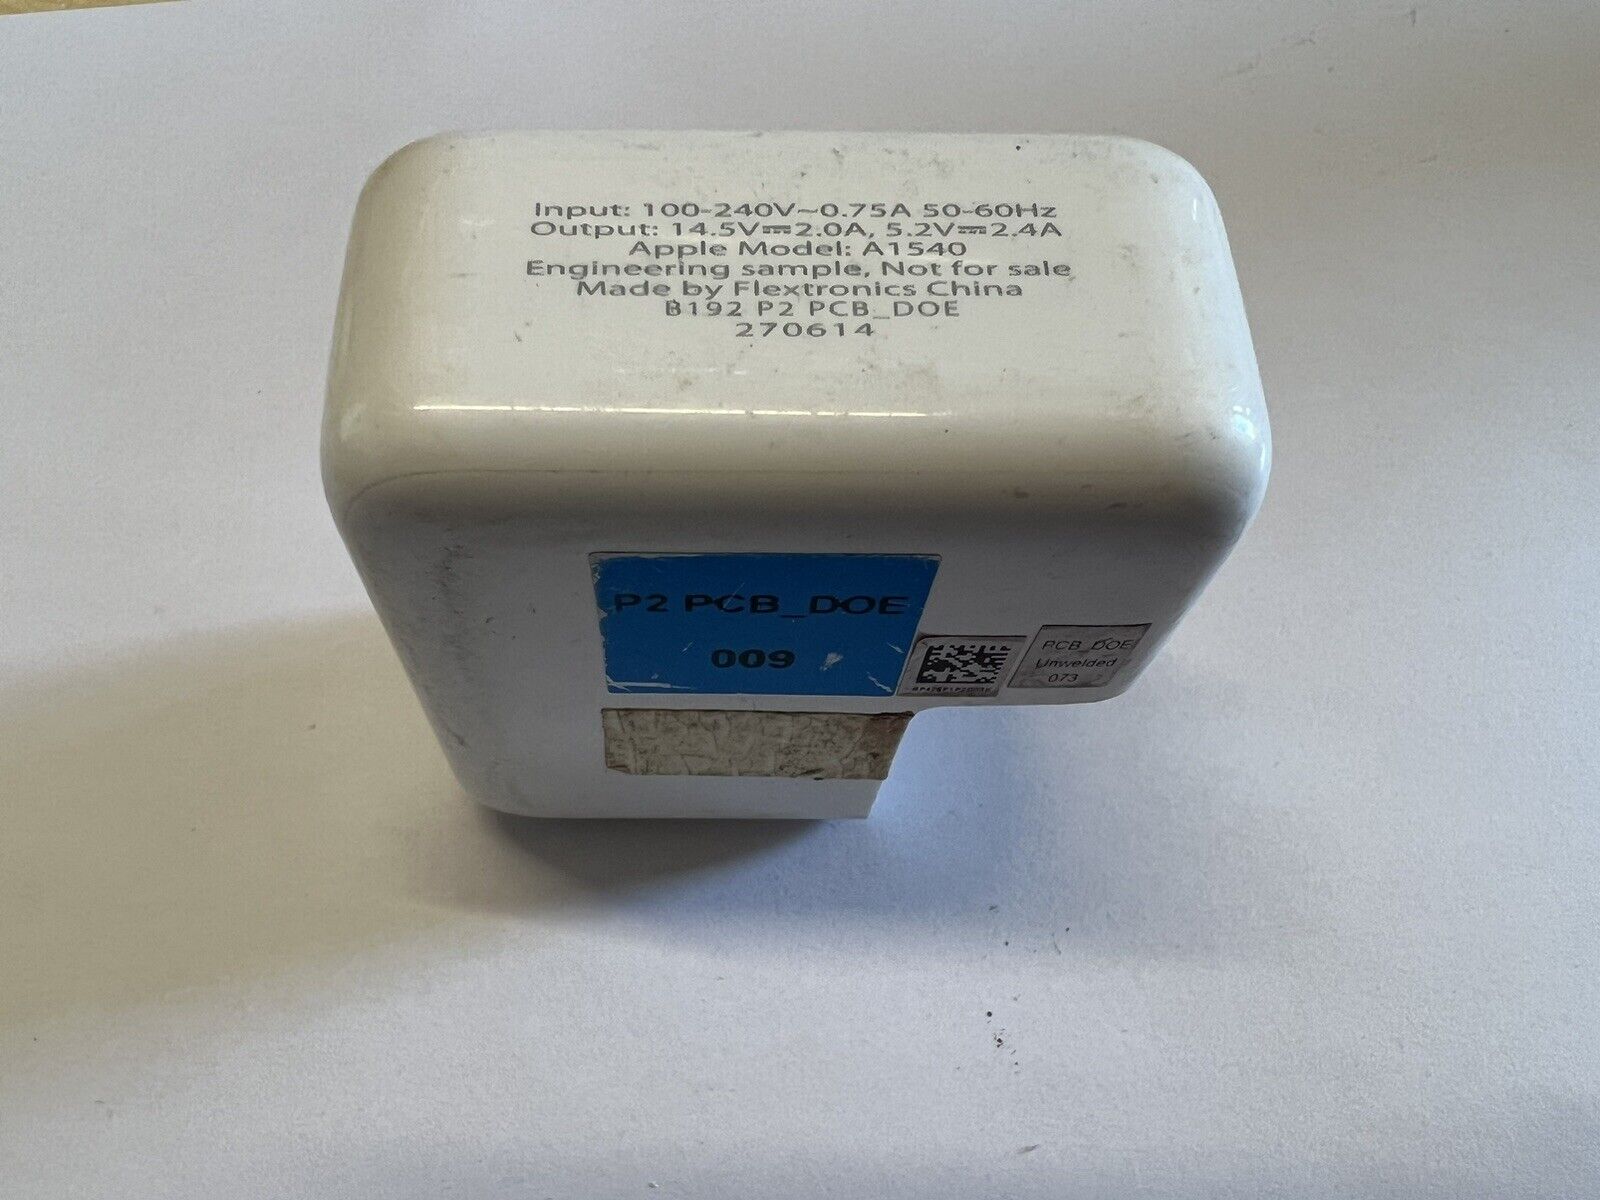 Input: 100-240V~0.75A 50-60Hz
Output: 14.5V⎓2.0A, 5.2V⎓2.4A
Apple Model: A1540
Engineering sample, Not for sale
Made by Flextronics China
B192 P2 PCB_DOE
270614
P2 PCB_DOE
009
PCB_DOE
Unwelded
073